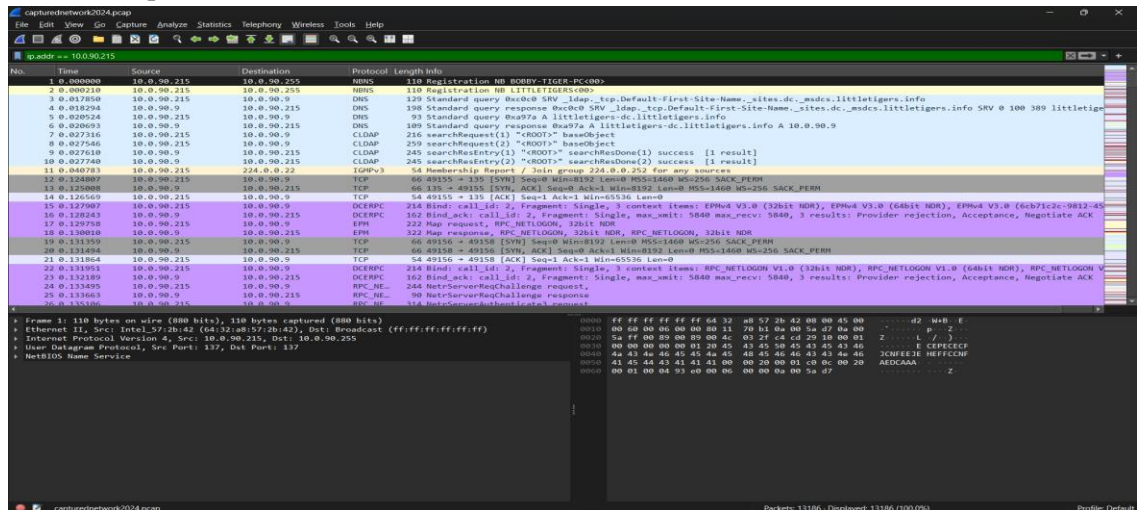 capturednetwork2024.pcap
File Edit View Go Capture Analyze Statistics Telephony Wireless Tools Help
ip.addr == 10.0.90.215
No. Time Source Destination Protocol Length Info
1 0.000000 10.0.90.215 10.0.90.255 NBNS 110 Registration NB BOBBY-TIGER-PC<00>
2 0.000210 10.0.90.215 10.0.90.255 NBNS 110 Registration NB LITTLETIGERS<00>
3 0.017850 10.0.90.215 10.0.90.9 DNS 129 Standard query 0xc0c0 SRV _ldap._tcp.Default-First-Site-Name._sites.dc._msdcs.littletigers.info
4 0.018294 10.0.90.9 10.0.90.215 DNS 198 Standard query response 0xc0c0 SRV _ldap._tcp.Default-First-Site-Name._sites.dc._msdcs.littletigers.info SRV 0 100 389 littletige
5 0.020524 10.0.90.215 10.0.90.9 DNS 93 Standard query 0xa97a A littletigers-dc.littletigers.info
6 0.020693 10.0.90.9 10.0.90.215 DNS 109 Standard query response 0xa97a A littletigers-dc.littletigers.info A 10.0.90.9
7 0.027316 10.0.90.215 10.0.90.9 CLDAP 216 searchRequest(1) "<ROOT>" baseObject
8 0.027546 10.0.90.215 10.0.90.9 CLDAP 259 searchRequest(2) "<ROOT>" baseObject
9 0.027610 10.0.90.9 10.0.90.215 CLDAP 245 searchResEntry(1) "<ROOT>" searchResDone(1) success [1 result]
10 0.027740 10.0.90.9 10.0.90.215 CLDAP 245 searchResEntry(2) "<ROOT>" searchResDone(2) success [1 result]
11 0.040783 10.0.90.215 224.0.0.22 IGMPv3 54 Membership Report / Join group 224.0.0.252 for any sources
12 0.124807 10.0.90.215 10.0.90.9 TCP 66 49155 → 135 [SYN] Seq=0 Win=8192 Len=0 MSS=1460 WS=256 SACK_PERM
13 0.125008 10.0.90.9 10.0.90.215 TCP 66 135 → 49155 [SYN, ACK] Seq=0 Ack=1 Win=8192 Len=0 MSS=1460 WS=256 SACK_PERM
14 0.126569 10.0.90.215 10.0.90.9 TCP 54 49155 → 135 [ACK] Seq=1 Ack=1 Win=65536 Len=0
15 0.127907 10.0.90.215 10.0.90.9 DCERPC 214 Bind: call_id: 2, Fragment: Single, 3 context items: EPMv4 V3.0 (32bit NDR), EPMv4 V3.0 (64bit NDR), EPMv4 V3.0 (6cb71c2c-9812-45
16 0.128243 10.0.90.9 10.0.90.215 DCERPC 162 Bind_ack: call_id: 2, Fragment: Single, max_xmit: 5840 max_recv: 5840, 3 results: Provider rejection, Acceptance, Negotiate ACK
17 0.129758 10.0.90.215 10.0.90.9 EPM 222 Map request, RPC_NETLOGON, 32bit NDR
18 0.130010 10.0.90.9 10.0.90.215 EPM 322 Map response, RPC_NETLOGON, 32bit NDR, RPC_NETLOGON, 32bit NDR
19 0.131359 10.0.90.215 10.0.90.9 TCP 66 49156 → 49158 [SYN] Seq=0 Win=8192 Len=0 MSS=1460 WS=256 SACK_PERM
20 0.131494 10.0.90.9 10.0.90.215 TCP 66 49158 → 49156 [SYN, ACK] Seq=0 Ack=1 Win=8192 Len=0 MSS=1460 WS=256 SACK_PERM
21 0.131864 10.0.90.215 10.0.90.9 TCP 54 49156 → 49158 [ACK] Seq=1 Ack=1 Win=65536 Len=0
22 0.131951 10.0.90.215 10.0.90.9 DCERPC 214 Bind: call_id: 2, Fragment: Single, 3 context items: RPC_NETLOGON V1.0 (32bit NDR), RPC_NETLOGON V1.0 (64bit NDR), RPC_NETLOGON V
23 0.132189 10.0.90.9 10.0.90.215 DCERPC 162 Bind_ack: call_id: 2, Fragment: Single, max_xmit: 5840 max_recv: 5840, 3 results: Provider rejection, Acceptance, Negotiate ACK
24 0.133495 10.0.90.215 10.0.90.9 RPC_NE… 244 NetrServerReqChallenge request,
25 0.133663 10.0.90.9 10.0.90.215 RPC_NE… 90 NetrServerReqChallenge response
26 0.135106 10.0.90.215 10.0.90.9 RPC_NE… 314 NetrServerAuthenticate3 request
Frame 1: 110 bytes on wire (880 bits), 110 bytes captured (880 bits)
Ethernet II, Src: Intel_57:2b:42 (64:32:a8:57:2b:42), Dst: Broadcast (ff:ff:ff:ff:ff:ff)
Internet Protocol Version 4, Src: 10.0.90.215, Dst: 10.0.90.255
User Datagram Protocol, Src Port: 137, Dst Port: 137
NetBIOS Name Service
0000 ff ff ff ff ff ff 64 32 a8 57 2b 42 08 00 45 00
0010 00 60 00 06 00 00 80 11 70 b1 0a 00 5a d7 0a 00
0020 5a ff 00 89 00 89 00 4c 03 2f c4 cd 29 10 00 01
0030 00 00 00 00 00 01 20 45 43 45 50 45 43 45 43 46
0040 4a 43 4e 46 45 45 4a 45 48 45 46 46 43 43 4e 46
0050 41 45 44 43 41 41 41 00 00 20 00 01 c0 0c 00 20
0060 00 01 00 04 93 e0 00 06 00 00 0a 00 5a d7
capturednetwork2024.pcap Packets: 13186 · Displayed: 13186 (100.0%) Profile: Default